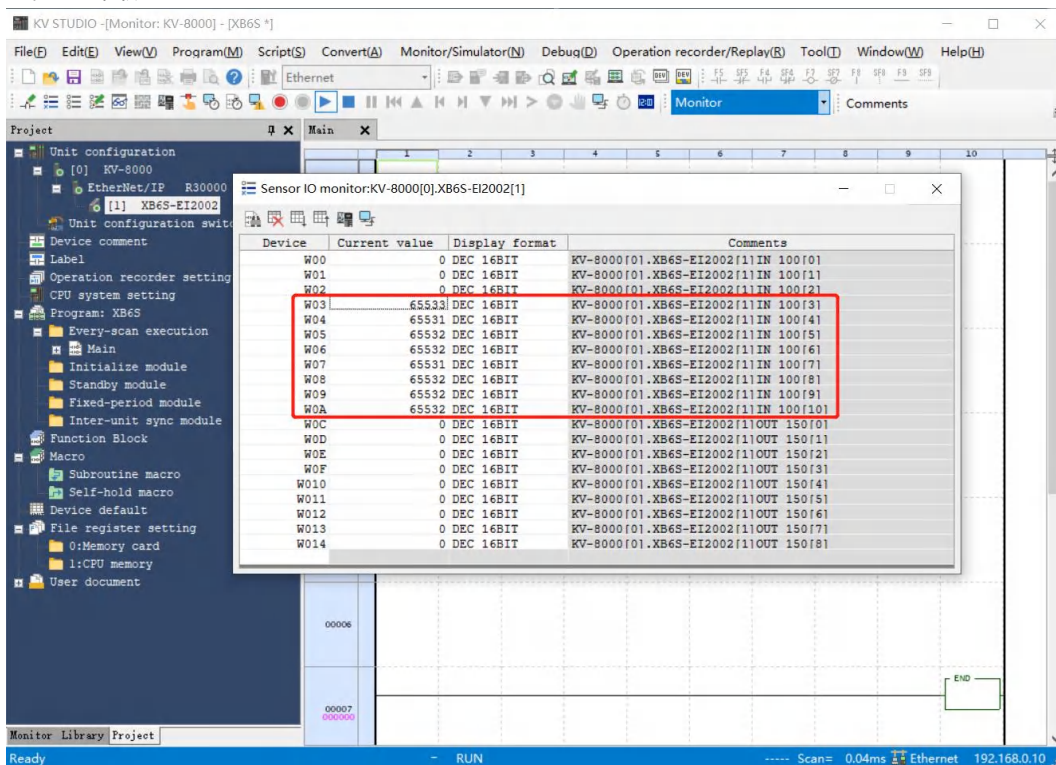 KV STUDIO -[Monitor: KV-8000] - [XB6S *]
File(F) Edit(E) View(V) Program(M) Script(S) Convert(A) Monitor/Simulator(N) Debug(D) Operation recorder/Replay(R) Tool(T) Window(W) Help(H)
Ethernet
Monitor Comments
Project
Main
Unit configuration
[0] KV-8000
EtherNet/IP R30000
[1] XB6S-EI2002
Unit configuration swit
Device comment
Label
Operation recorder setting
CPU system setting
Program: XB6S
Every-scan execution
Main
Initialize module
Standby module
Fixed-period module
Inter-unit sync module
Function Block
Macro
Subroutine macro
Self-hold macro
Device default
File register setting
0:Memory card
1:CPU memory
User document
Monitor Library Project
1 2 3 4 5 6 7 8 9 10
Sensor IO monitor:KV-8000[0].XB6S-EI2002[1]
Device Current value Display format Comments
W00 0 DEC 16BIT KV-8000[0].XB6S-EI2002[1]IN 100[0]
W01 0 DEC 16BIT KV-8000[0].XB6S-EI2002[1]IN 100[1]
W02 0 DEC 16BIT KV-8000[0].XB6S-EI2002[1]IN 100[2]
W03 65533 DEC 16BIT KV-8000[0].XB6S-EI2002[1]IN 100[3]
W04 65531 DEC 16BIT KV-8000[0].XB6S-EI2002[1]IN 100[4]
W05 65532 DEC 16BIT KV-8000[0].XB6S-EI2002[1]IN 100[5]
W06 65532 DEC 16BIT KV-8000[0].XB6S-EI2002[1]IN 100[6]
W07 65531 DEC 16BIT KV-8000[0].XB6S-EI2002[1]IN 100[7]
W08 65532 DEC 16BIT KV-8000[0].XB6S-EI2002[1]IN 100[8]
W09 65532 DEC 16BIT KV-8000[0].XB6S-EI2002[1]IN 100[9]
W0A 65532 DEC 16BIT KV-8000[0].XB6S-EI2002[1]IN 100[10]
W0C 0 DEC 16BIT KV-8000[0].XB6S-EI2002[1]OUT 150[0]
W0D 0 DEC 16BIT KV-8000[0].XB6S-EI2002[1]OUT 150[1]
W0E 0 DEC 16BIT KV-8000[0].XB6S-EI2002[1]OUT 150[2]
W0F 0 DEC 16BIT KV-8000[0].XB6S-EI2002[1]OUT 150[3]
W010 0 DEC 16BIT KV-8000[0].XB6S-EI2002[1]OUT 150[4]
W011 0 DEC 16BIT KV-8000[0].XB6S-EI2002[1]OUT 150[5]
W012 0 DEC 16BIT KV-8000[0].XB6S-EI2002[1]OUT 150[6]
W013 0 DEC 16BIT KV-8000[0].XB6S-EI2002[1]OUT 150[7]
W014 0 DEC 16BIT KV-8000[0].XB6S-EI2002[1]OUT 150[8]
00006
END
00007
000000
Ready - RUN ----- Scan= 0.04ms Ethernet 192.168.0.10